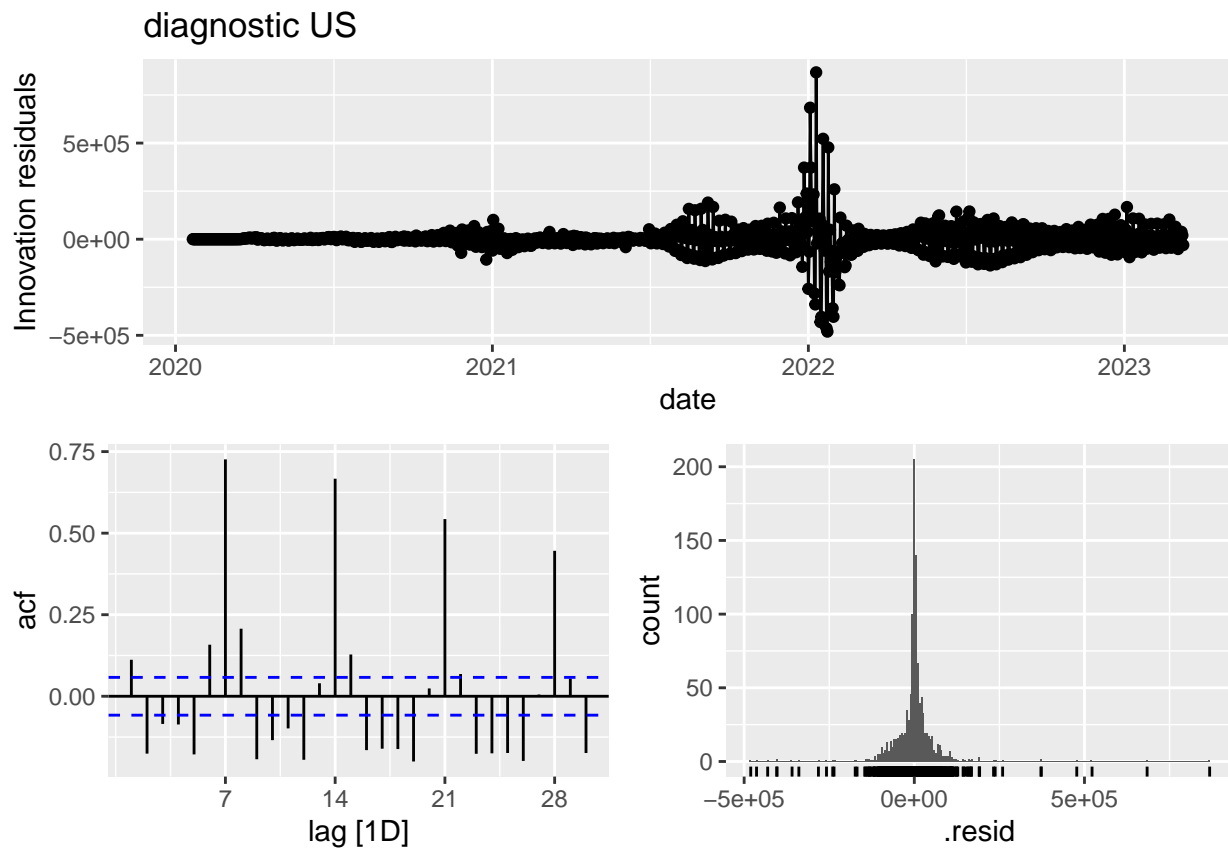 diagnostic US
Innovation residuals
5e+05
0e+00
−5e+05
2020
2021
2022
2023
date
acf
0.75
0.50
0.25
0.00
7
14
21
28
lag [1D]
count
200
150
100
50
0
−5e+05
0e+00
5e+05
.resid